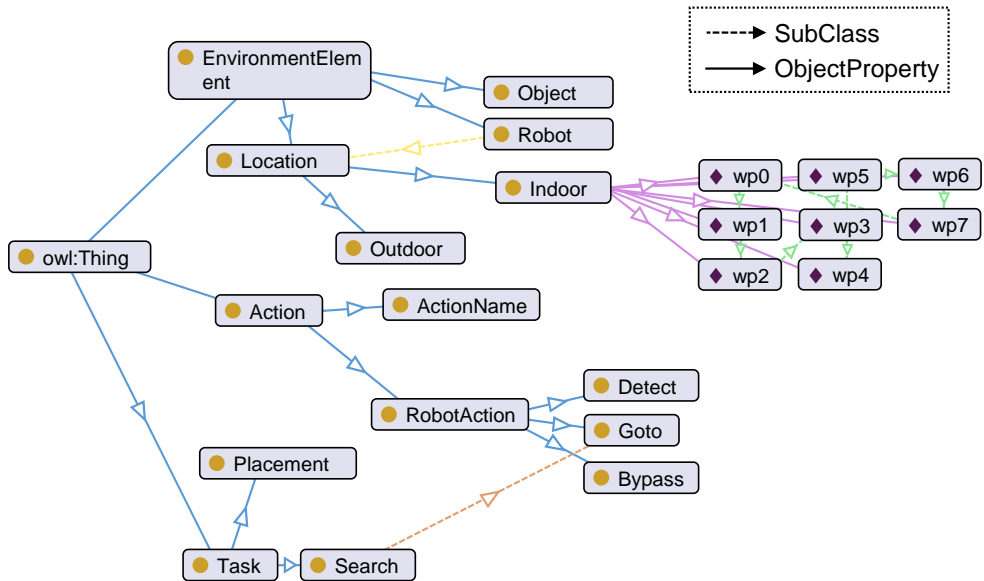 SubClass
ObjectProperty
EnvironmentElem
ent
Object
Robot
Location
Indoor
wp0
wp5
wp6
wp1
wp3
wp7
wp2
wp4
Outdoor
owl:Thing
Action
ActionName
Detect
RobotAction
Goto
Placement
Bypass
Task
Search